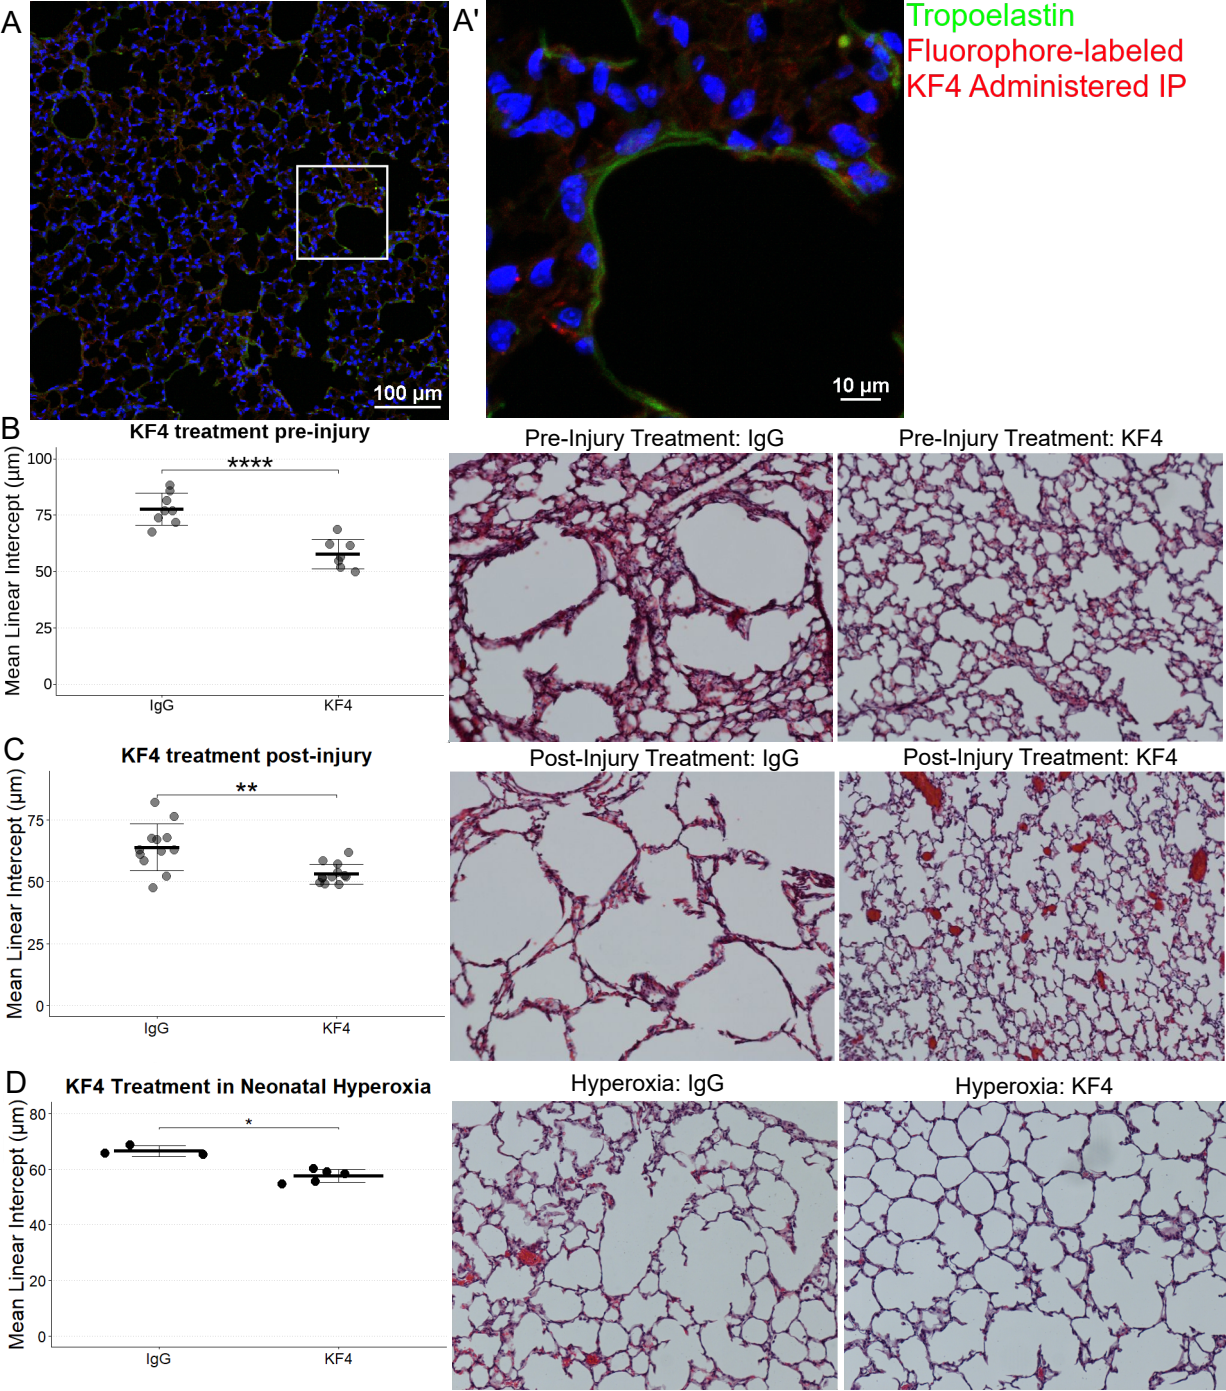 A
A'
Tropoelastin
Fluorophore-labeled
KF4 Administered IP
100 µm
10 µm
B
KF4 treatment pre-injury
Mean Linear Intercept (µm)
100
75
50
25
0
****
IgG
KF4
Pre-Injury Treatment: IgG
Pre-Injury Treatment: KF4
C
KF4 treatment post-injury
Mean Linear Intercept (µm)
75
50
25
0
**
IgG
KF4
Post-Injury Treatment: IgG
Post-Injury Treatment: KF4
D
KF4 Treatment in Neonatal Hyperoxia
Mean Linear Intercept (µm)
80
60
40
20
0
*
IgG
KF4
Hyperoxia: IgG
Hyperoxia: KF4